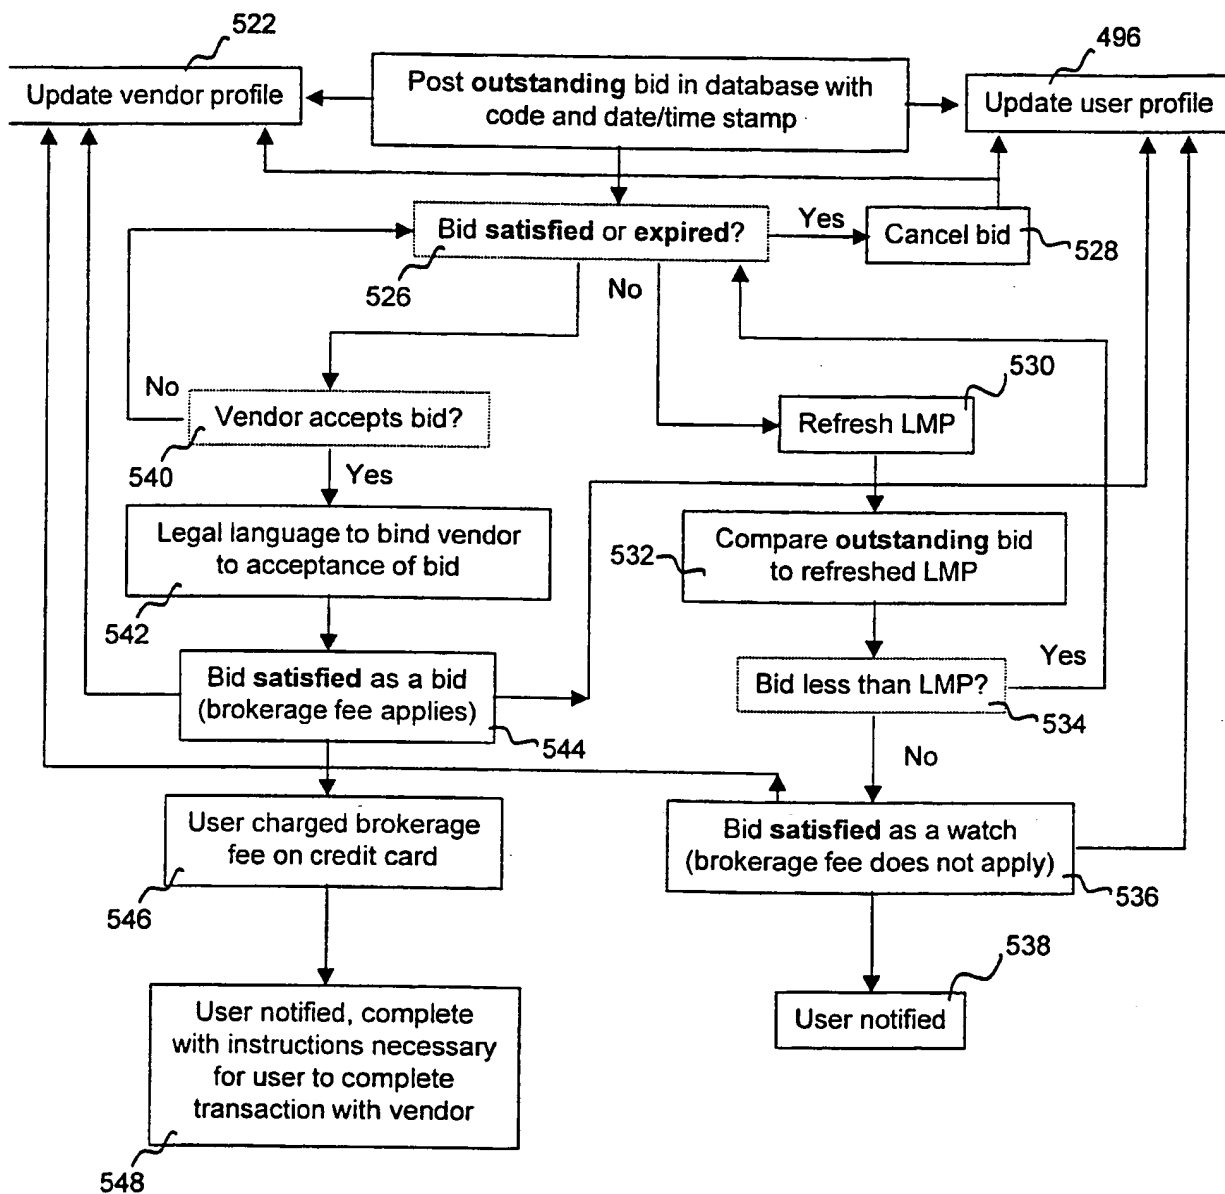 522
496
Update vendor profile
Post outstanding bid in database with
code and date/time stamp
Update user profile
Bid satisfied or expired?
Yes
Cancel bid
528
526
No
530
No
Vendor accepts bid?
Refresh LMP
540
Yes
Legal language to bind vendor
to acceptance of bid
532
Compare outstanding bid
to refreshed LMP
542
Yes
Bid satisfied as a bid
(brokerage fee applies)
Bid less than LMP?
534
544
No
User charged brokerage
fee on credit card
Bid satisfied as a watch
(brokerage fee does not apply)
546
536
538
User notified, complete
with instructions necessary
for user to complete
transaction with vendor
User notified
548